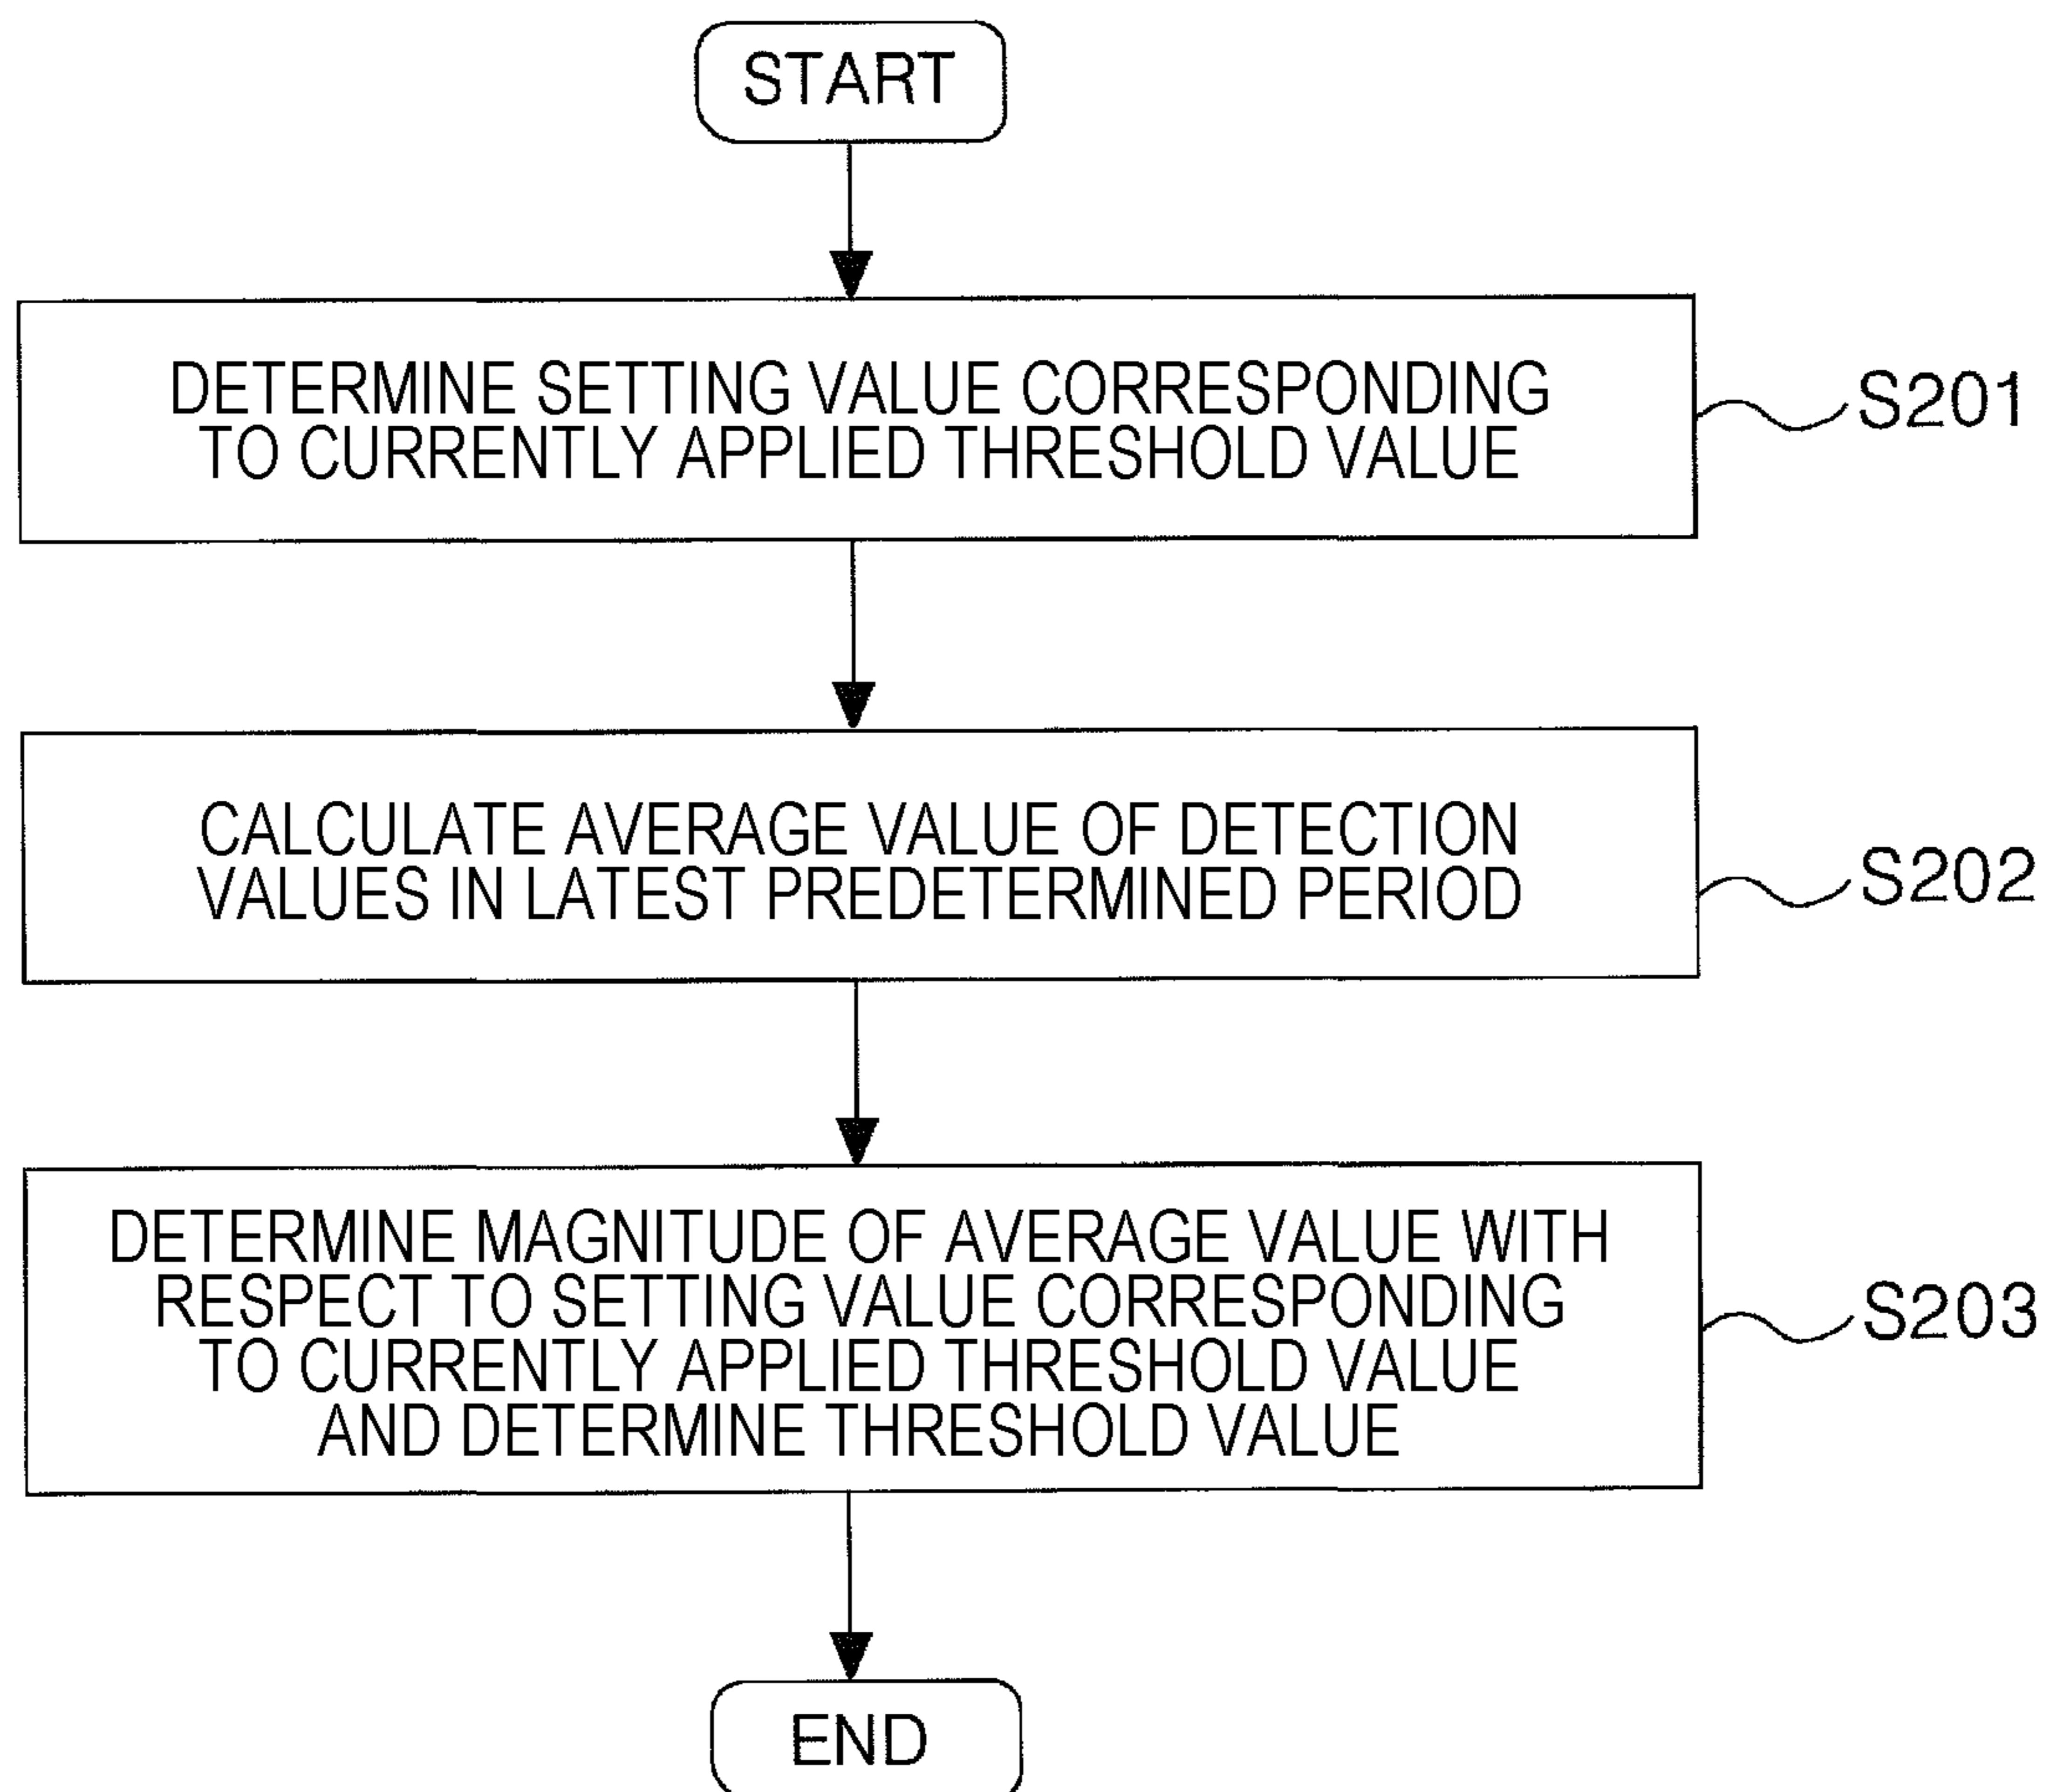 START
DETERMINE SETTING VALUE CORRESPONDING
TO CURRENTLY APPLIED THRESHOLD VALUE
S201
CALCULATE AVERAGE VALUE OF DETECTION
VALUES IN LATEST PREDETERMINED PERIOD
S202
DETERMINE MAGNITUDE OF AVERAGE VALUE WITH
RESPECT TO SETTING VALUE CORRESPONDING
TO CURRENTLY APPLIED THRESHOLD VALUE
AND DETERMINE THRESHOLD VALUE
S203
END